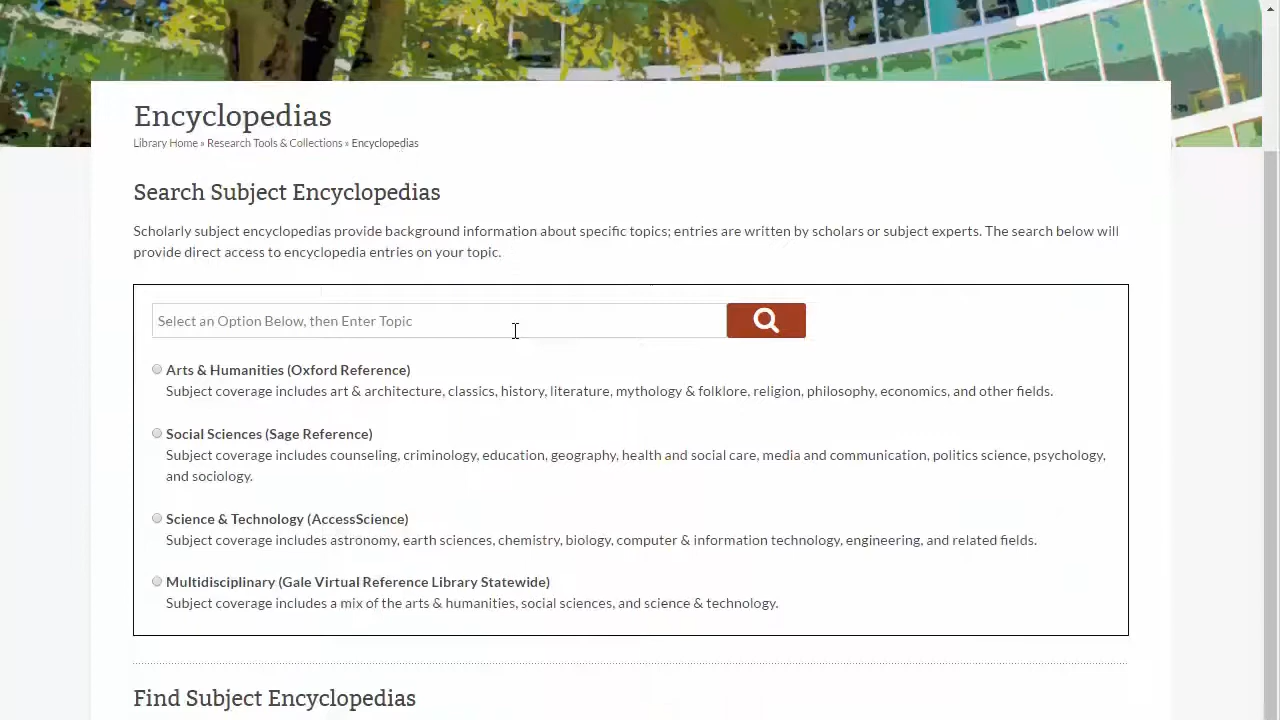 Encyclopedias
Library Home » Research Tools & Collections » Encyclopedias
Search Subject Encyclopedias
Scholarly subject encyclopedias provide background information about specific topics; entries are written by scholars or subject experts. The search below will
provide direct access to encyclopedia entries on your topic.
Select an Option Below, then Enter Topic
Arts & Humanities (Oxford Reference)
Subject coverage includes art & architecture, classics, history, literature, mythology & folklore, religion, philosophy, economics, and other fields.
Social Sciences (Sage Reference)
Subject coverage includes counseling, criminology, education, geography, health and social care, media and communication, politics science, psychology,
and sociology.
Science & Technology (AccessScience)
Subject coverage includes astronomy, earth sciences, chemistry, biology, computer & information technology, engineering, and related fields.
Multidisciplinary (Gale Virtual Reference Library Statewide)
Subject coverage includes a mix of the arts & humanities, social sciences, and science & technology.
Find Subject Encyclopedias